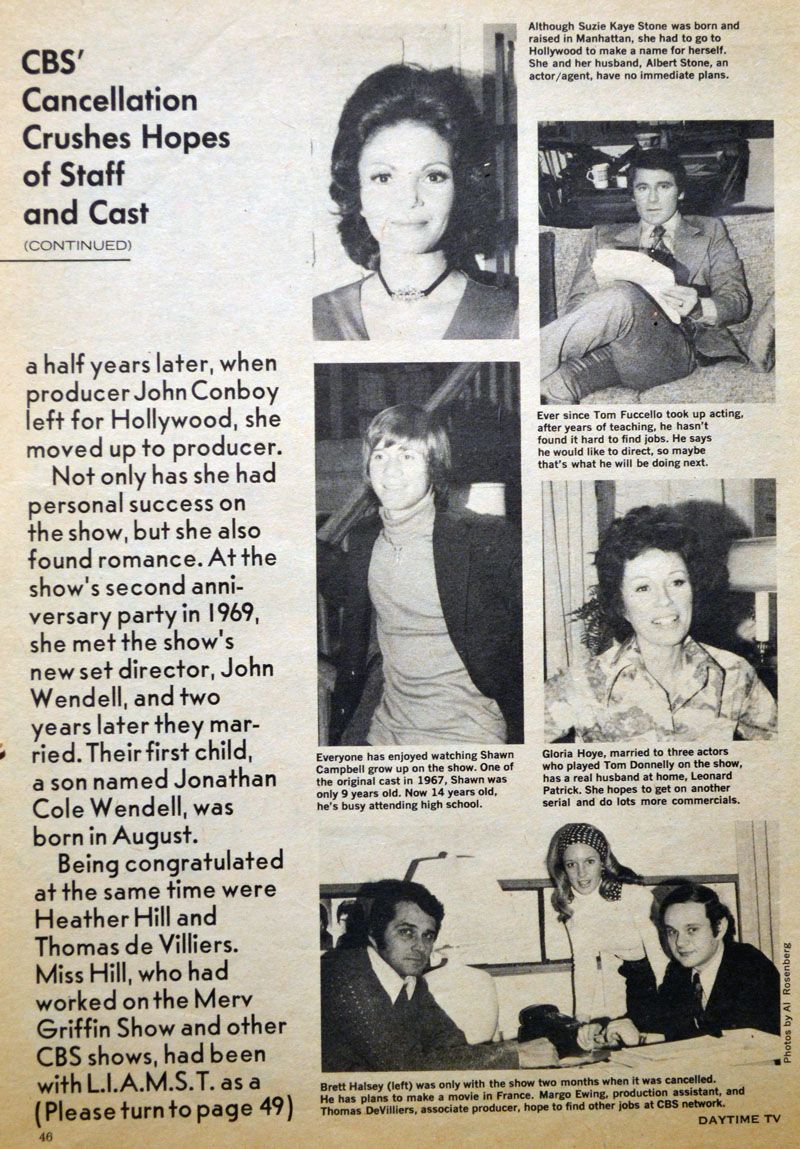 CBS'
Cancellation
Crushes Hopes
of Staff
and Cast
(CONTINUED)
a half years later, when
producer John Conboy
left for Hollywood, she
moved up to producer.
Not only has she had
personal success on
the show, but she also
found romance. At the
show's second anni-
versary party in 1969,
she met the show's
new set director, John
Wendell, and two
years later they mar-
ried. Their first child,
a son named Jonathan
Cole Wendell, was
born in August.
Being congratulated
at the same time were
Heather Hill and
Thomas de Villiers.
Miss Hill, who had
worked on the Merv
Griffin Show and other
CBS shows, had been
with L.I.A.M.S.T. as a
(Please turn to page 49)
46
Although Suzie Kaye Stone was born and
raised in Manhattan, she had to go to
Hollywood to make a name for herself.
She and her husband, Albert Stone, an
actor/agent, have no immediate plans.
Ever since Tom Fuccello took up acting,
after years of teaching, he hasn't
found it hard to find jobs. He says
he would like to direct, so maybe
that's what he will be doing next.
Everyone has enjoyed watching Shawn
Campbell grow up on the show. One of
the original cast in 1967, Shawn was
only 9 years old. Now 14 years old,
he's busy attending high school.
Gloria Hoye, married to three actors
who played Tom Donnelly on the show,
has a real husband at home, Leonard
Patrick. She hopes to get on another
serial and do lots more commercials.
Brett Halsey (left) was only with the show two months when it was cancelled.
He has plans to make a movie in France. Margo Ewing, production assistant, and
Thomas DeVilliers, associate producer, hope to find other jobs at CBS network.
Photos by Al Rosenberg
DAYTIME TV